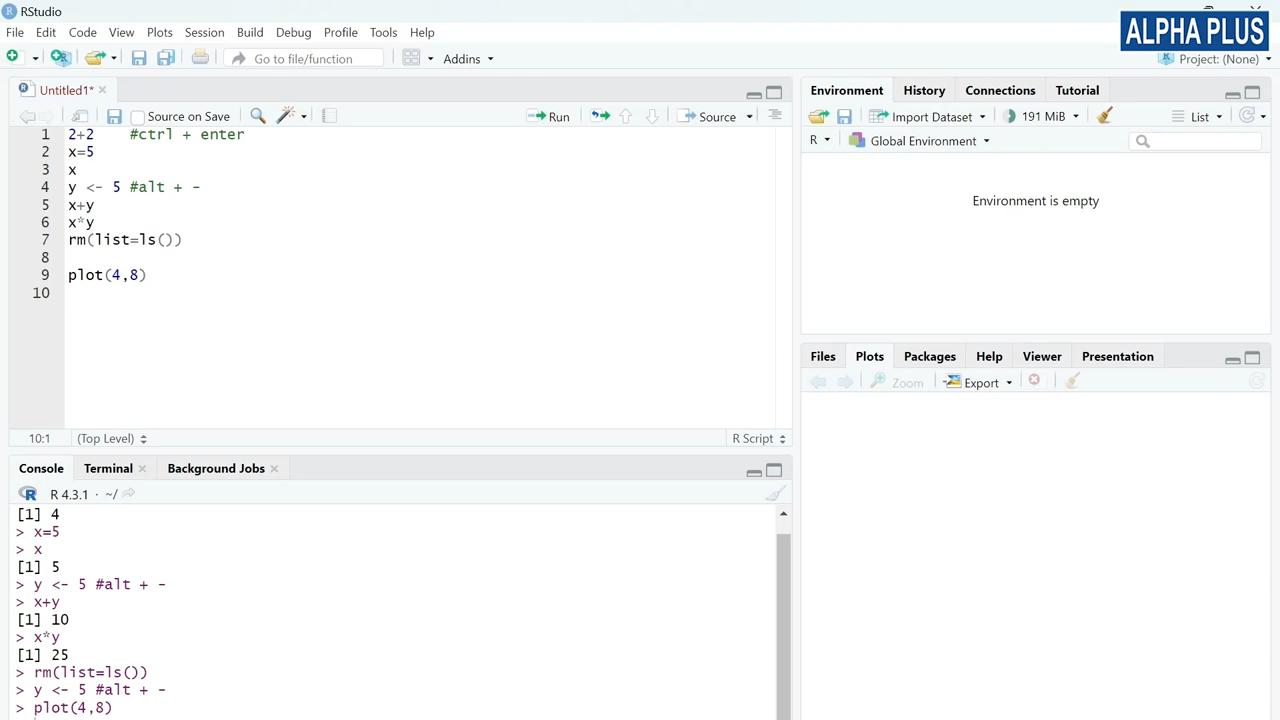 RStudio
ALPHA PLUS
File Edit Code View Plots Session Build Debug Profile Tools Help
Go to file/function Addins Project: (None)
Untitled1*
Source on Save Run Source
1 2+2 #ctrl + enter
2 x=5
3 x
4 y <- 5 #alt + -
5 x+y
6 x*y
7 rm(list=ls())
8
9 plot(4,8)
10
10:1 (Top Level) R Script
Console Terminal Background Jobs
R 4.3.1 · ~/
[1] 4
> x=5
> x
[1] 5
> y <- 5 #alt + -
> x+y
[1] 10
> x*y
[1] 25
> rm(list=ls())
> y <- 5 #alt + -
> plot(4,8)
Environment History Connections Tutorial
Import Dataset 191 MiB List
R Global Environment
Environment is empty
Files Plots Packages Help Viewer Presentation
Zoom Export